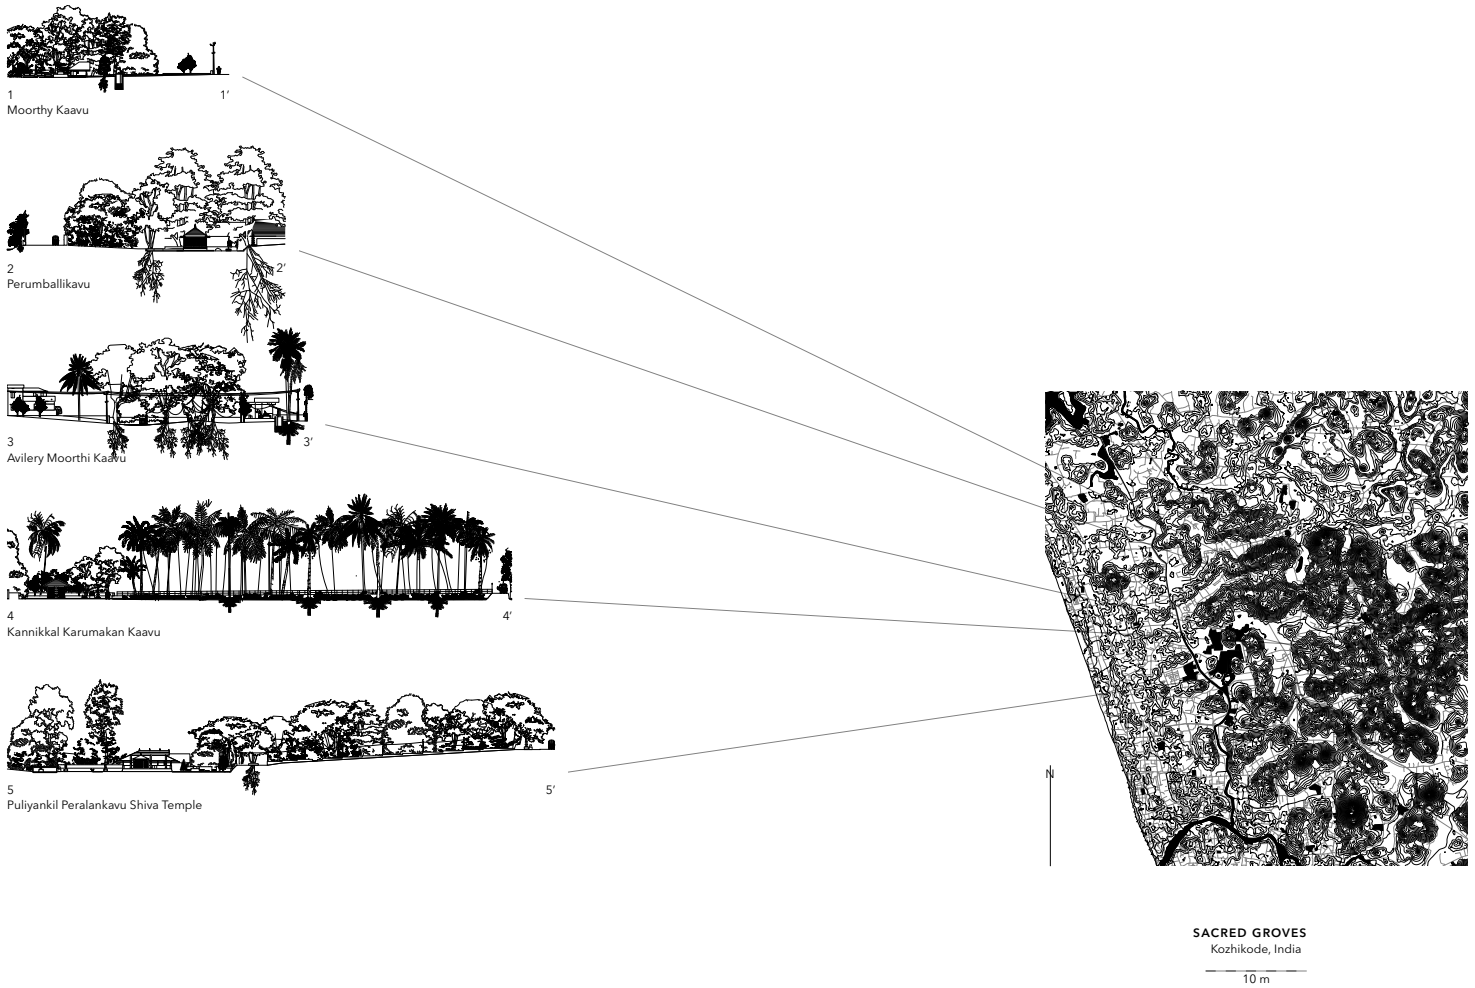 1 1’
Moorthy Kaavu
2 2’
Perumballikavu
3 3’
Avilery Moorthi Kaavu
4 4’
Kannikkal Karumakan Kaavu
5 5’
Puliyankil Peralankavu Shiva Temple
N
SACRED GROVES
Kozhikode, India
10 m